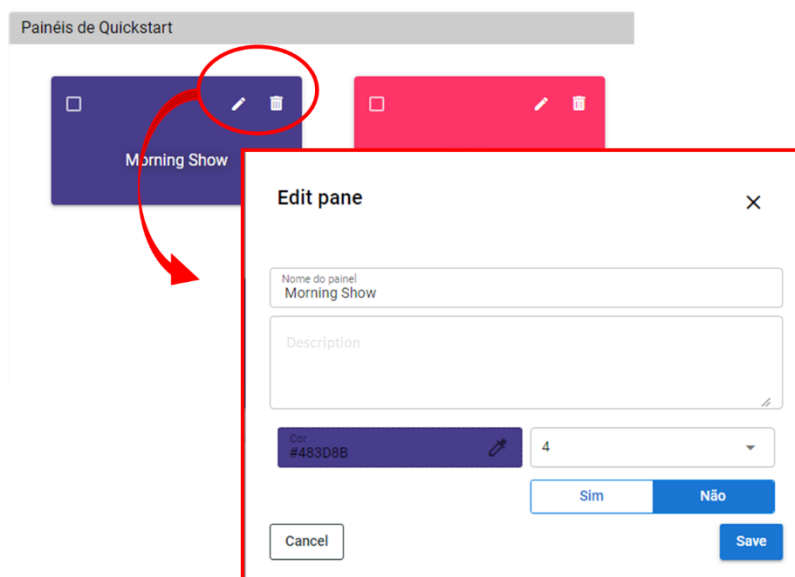 Painéis de Quickstart
Morning Show
Edit pane
Nome do painel
Morning Show
Description
Cor
#483D8B
4
Sim
Não
Cancel
Save